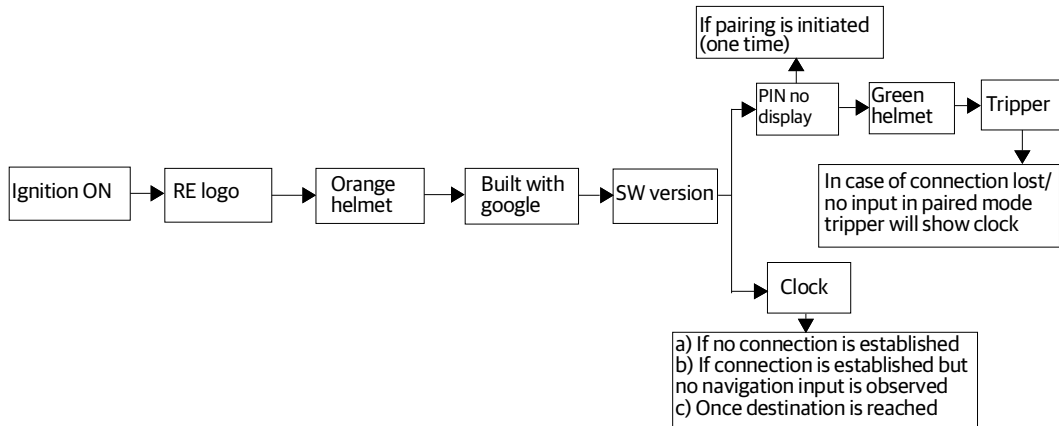 If pairing is initiated
(one time)
PIN no
display
Green
helmet
Tripper
Ignition ON
RE logo
Orange
helmet
Built with
google
SW version
In case of connection lost/
no input in paired mode
tripper will show clock
Clock
a) If no connection is established
b) If connection is established but
no navigation input is observed
c) Once destination is reached